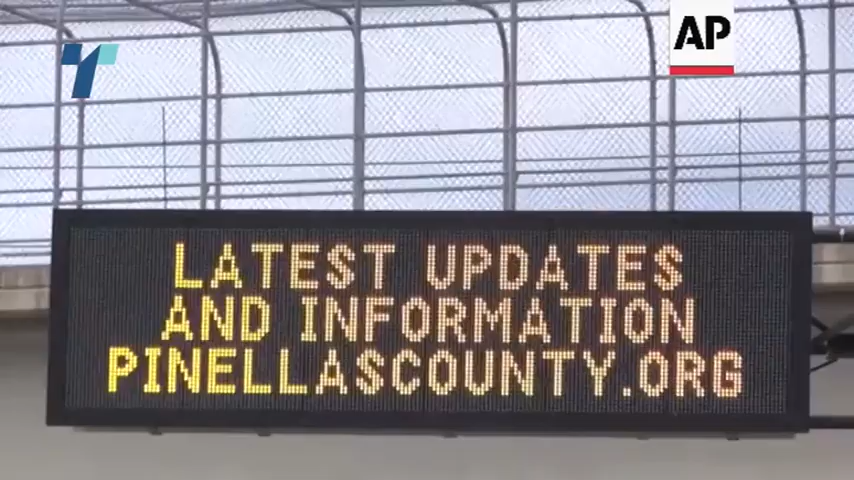 AP
LATEST UPDATES
AND INFORMATION
PINELLASCOUNTY.ORG